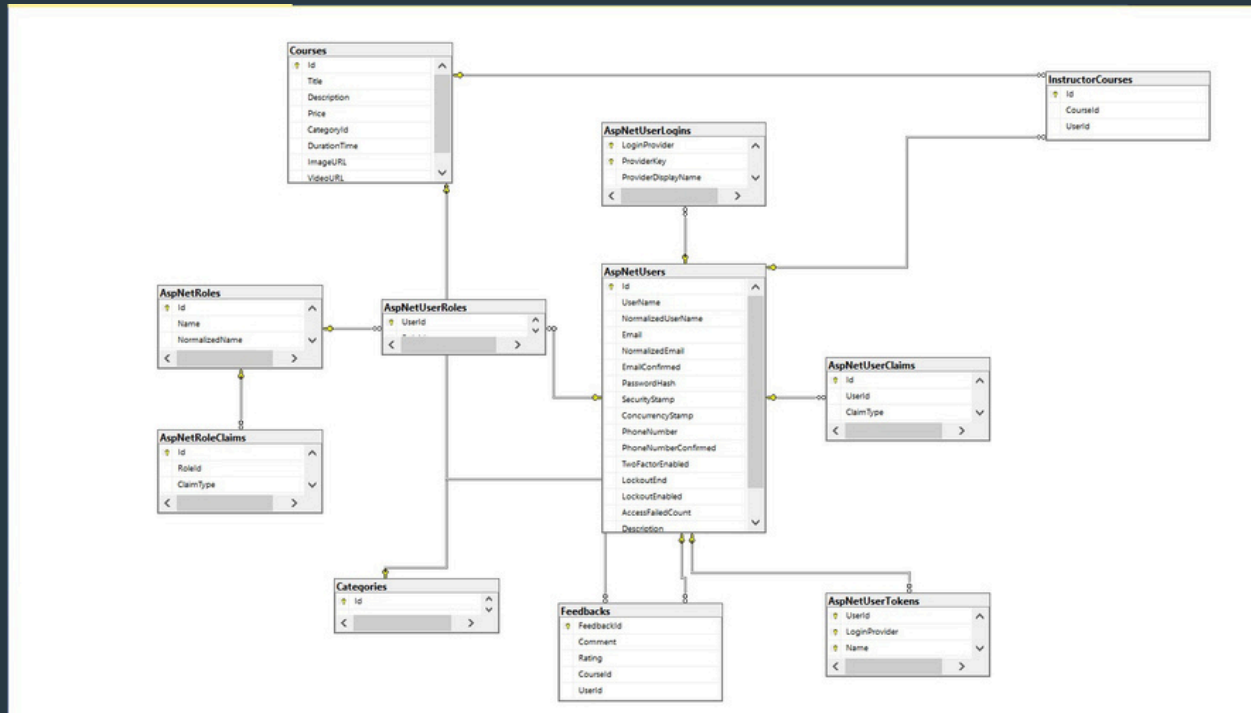 Courses
Id
Title
Description
Price
CategoryId
DurationTime
ImageURL
VideoURL
InstructorCourses
Id
CourseId
UserId
AspNetUserLogins
LoginProvider
ProviderKey
ProviderDisplayName
AspNetUsers
Id
UserName
NormalizedUserName
Email
NormalizedEmail
EmailConfirmed
PasswordHash
SecurityStamp
ConcurrencyStamp
PhoneNumber
PhoneNumberConfirmed
TwoFactorEnabled
LockoutEnd
LockoutEnabled
AccessFailedCount
Description
AspNetRoles
Id
Name
NormalizedName
AspNetUserRoles
UserId
AspNetUserClaims
Id
UserId
ClaimType
AspNetRoleClaims
Id
RoleId
ClaimType
Categories
Id
Feedbacks
FeedbackId
Comment
Rating
CourseId
UserId
AspNetUserTokens
UserId
LoginProvider
Name